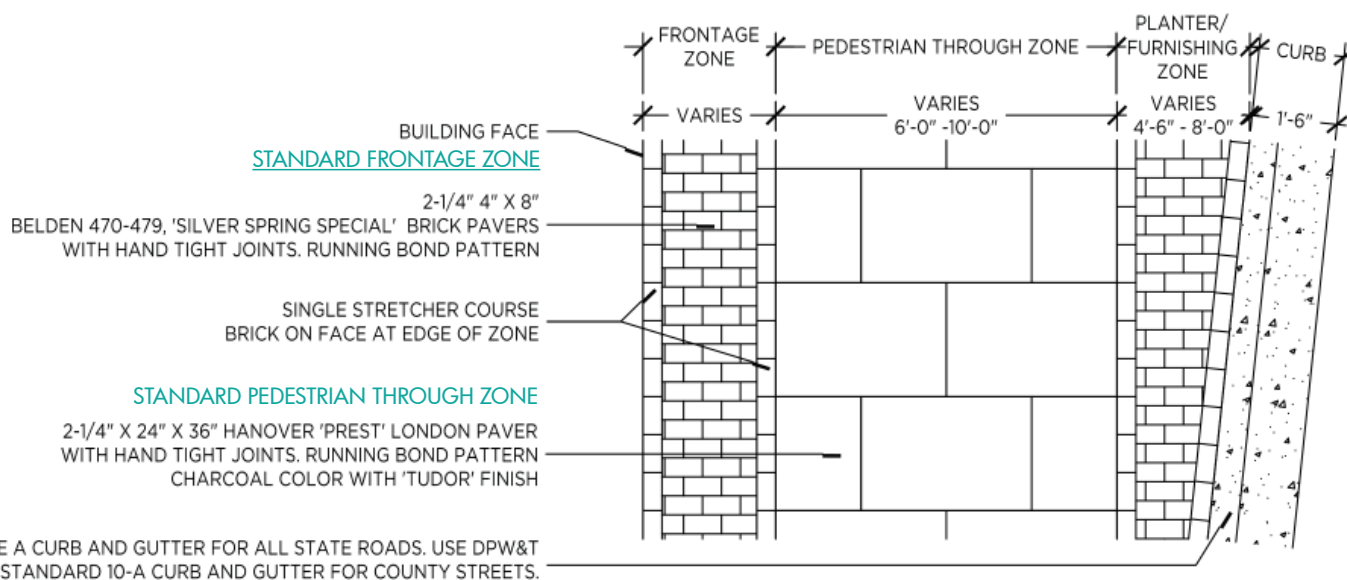 FRONTAGE
ZONE
PEDESTRIAN THROUGH ZONE
PLANTER/
FURNISHING
ZONE
CURB
VARIES
VARIES
6'-0" -10'-0"
VARIES
4'-6" - 8'-0"
1'-6"
BUILDING FACE
STANDARD FRONTAGE ZONE
2-1/4" 4" X 8"
BELDEN 470-479, 'SILVER SPRING SPECIAL' BRICK PAVERS
WITH HAND TIGHT JOINTS. RUNNING BOND PATTERN
SINGLE STRETCHER COURSE
BRICK ON FACE AT EDGE OF ZONE
STANDARD PEDESTRIAN THROUGH ZONE
2-1/4" X 24" X 36" HANOVER 'PREST' LONDON PAVER
WITH HAND TIGHT JOINTS. RUNNING BOND PATTERN
CHARCOAL COLOR WITH 'TUDOR' FINISH
A CURB AND GUTTER FOR ALL STATE ROADS. USE DPW&T
STANDARD 10-A CURB AND GUTTER FOR COUNTY STREETS.